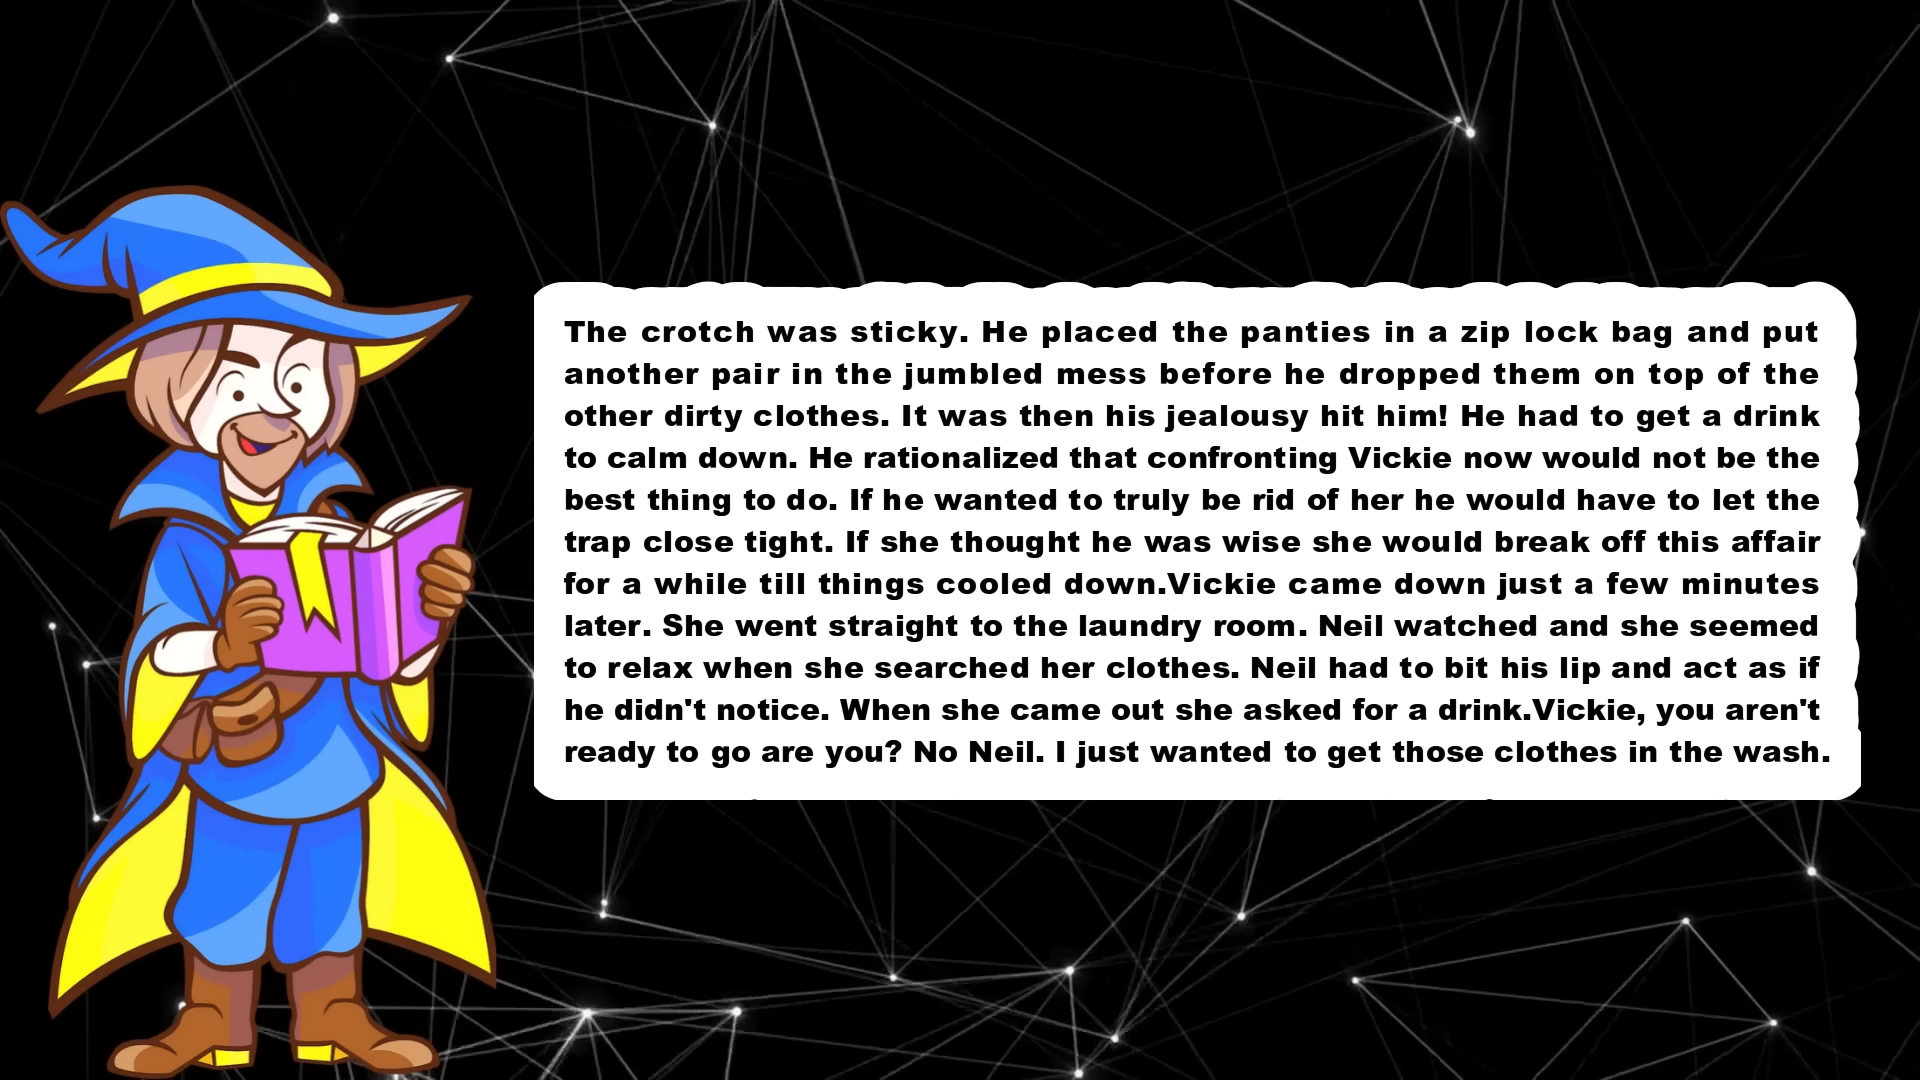 The crotch was sticky. He placed the panties in a zip lock bag and put
another pair in the jumbled mess before he dropped them on top of the
other dirty clothes. It was then his jealousy hit him! He had to get a drink
to calm down. He rationalized that confronting Vickie now would not be the
best thing to do. If he wanted to truly be rid of her he would have to let the
trap close tight. If she thought he was wise she would break off this affair
for a while till things cooled down.Vickie came down just a few minutes
later. She went straight to the laundry room. Neil watched and she seemed
to relax when she searched her clothes. Neil had to bit his lip and act as if
he didn't notice. When she came out she asked for a drink.Vickie, you aren't
ready to go are you? No Neil. I just wanted to get those clothes in the wash.